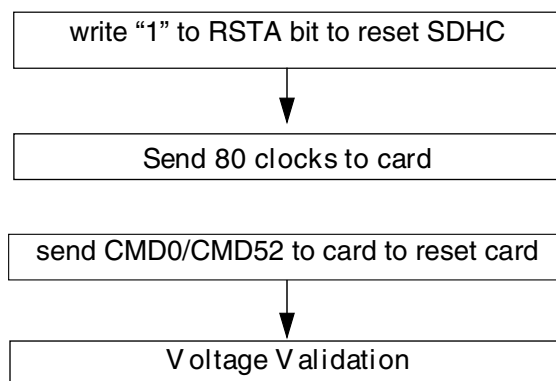 write “1” to RSTA bit to reset SDHC
Send 80 clocks to card
send CMD0/CMD52 to card to reset card
Voltage Validation